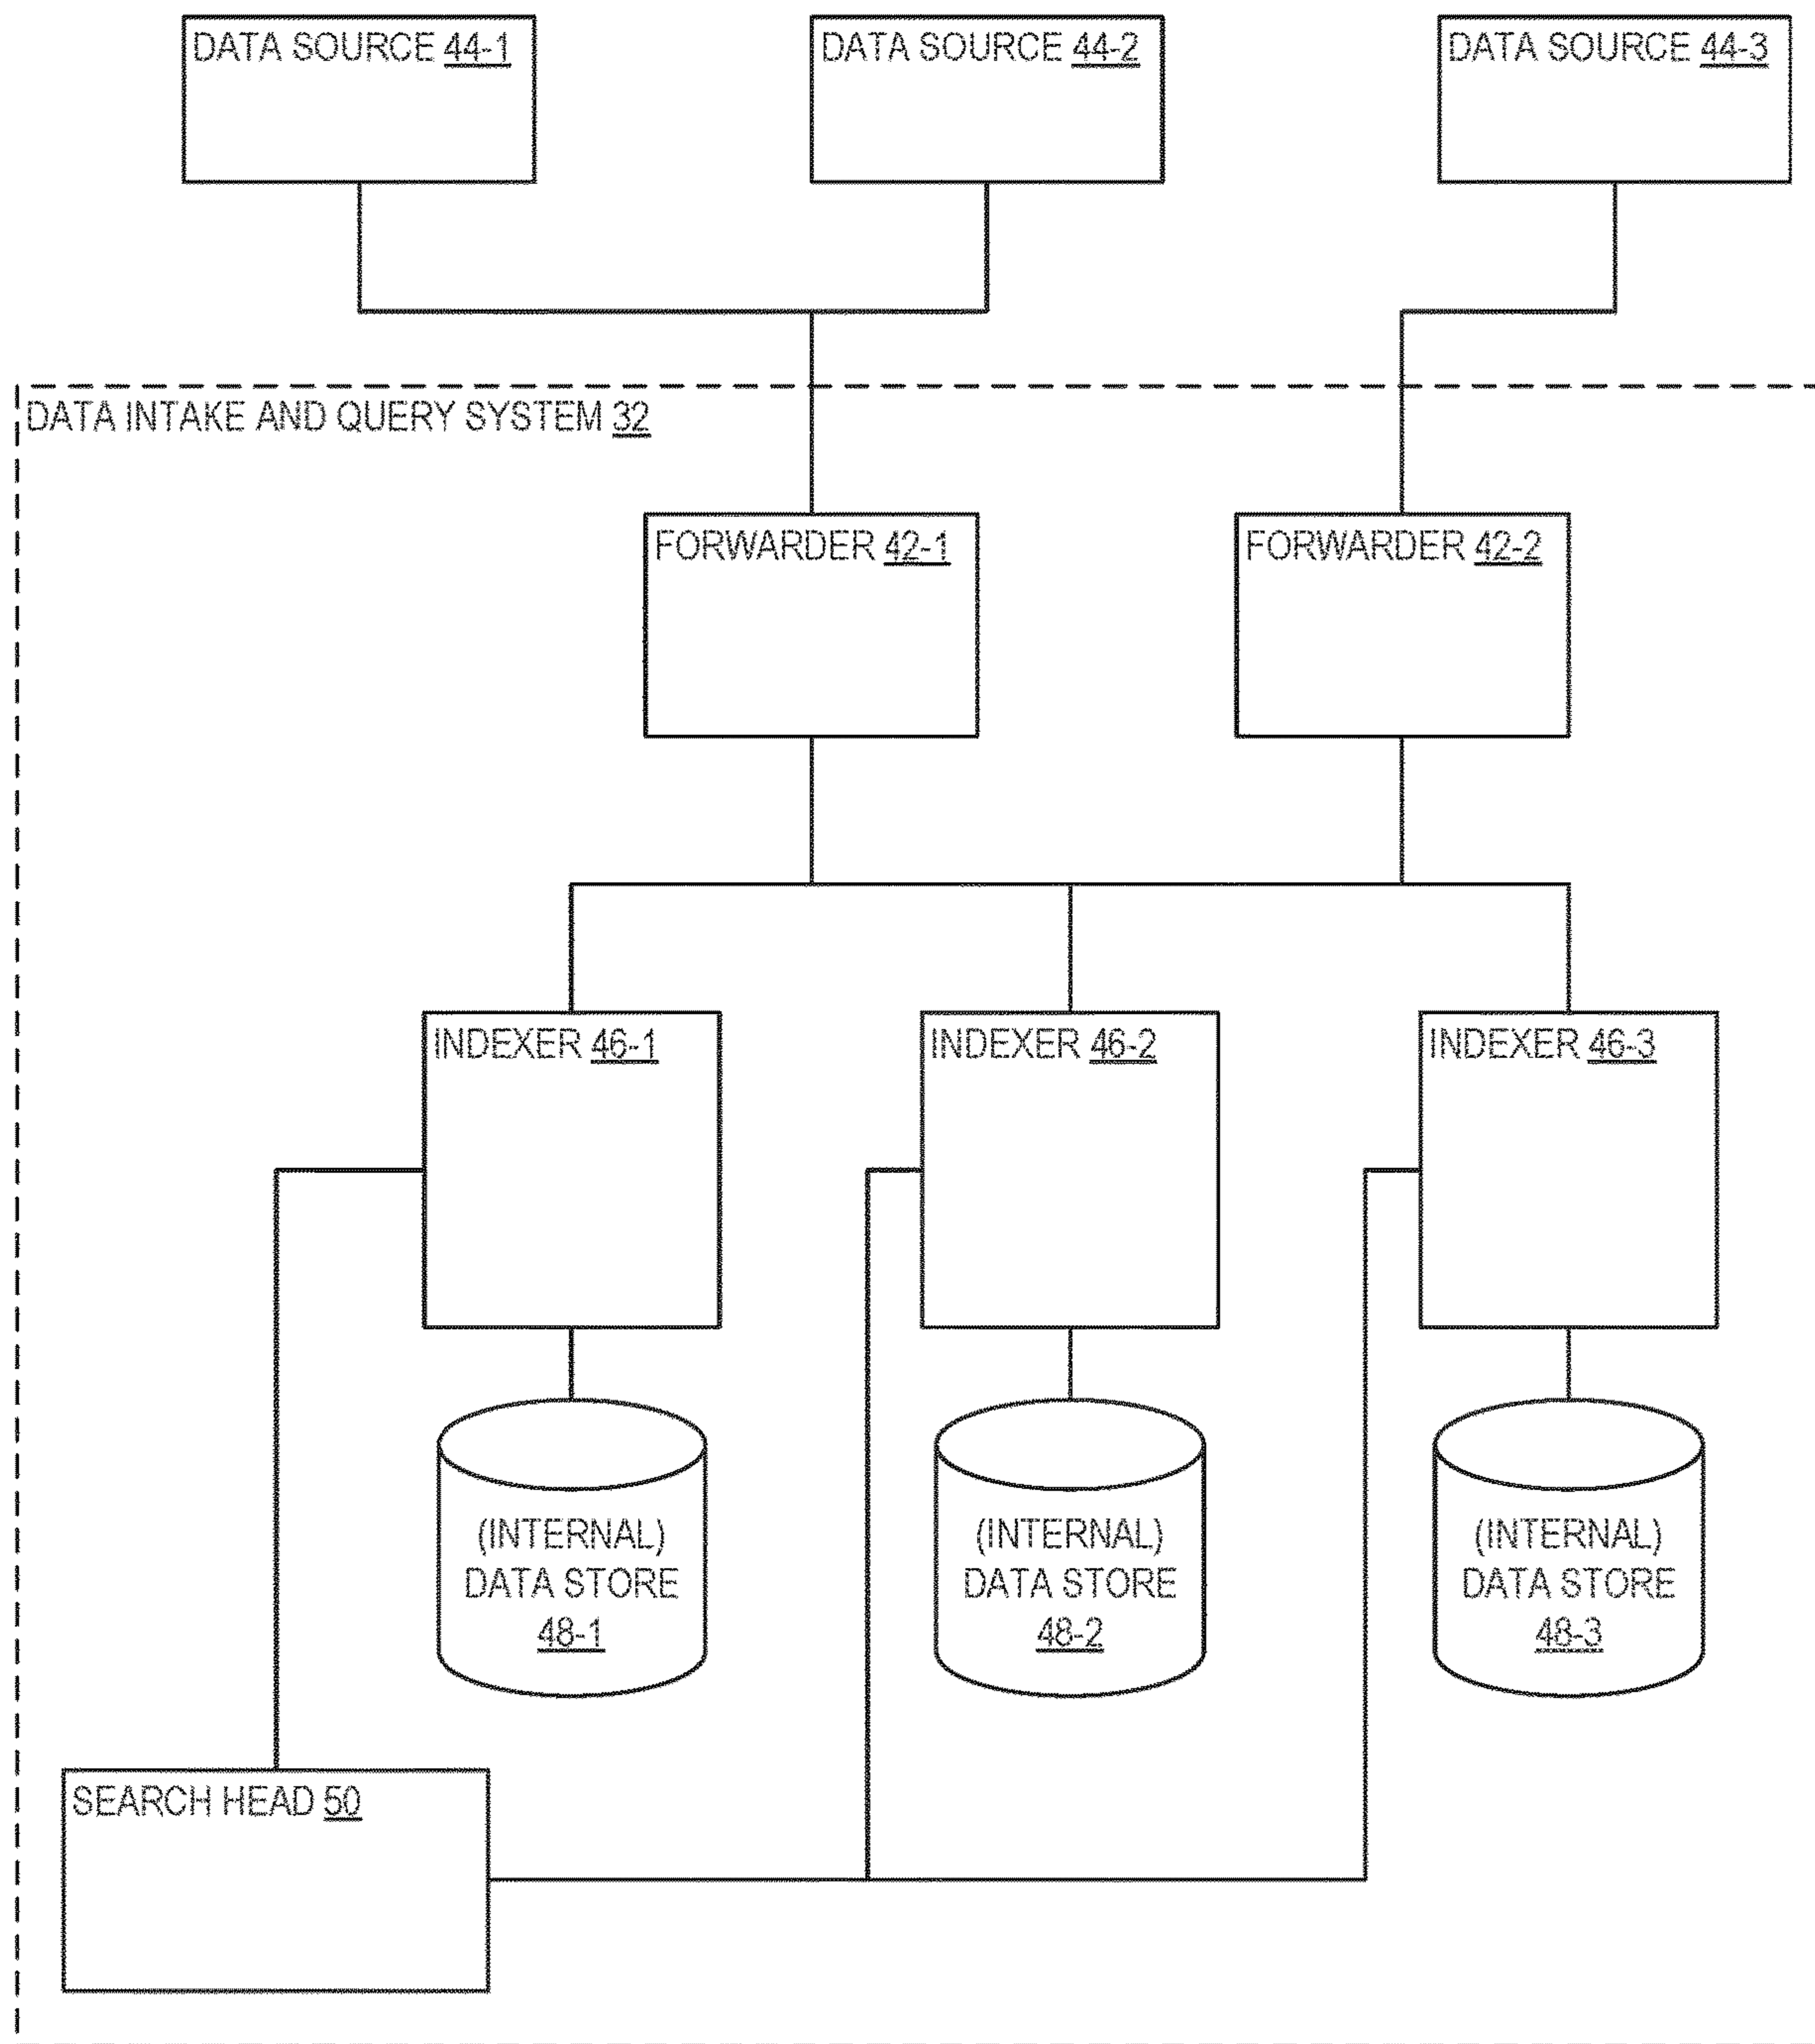 DATA SOURCE 44-1
DATA SOURCE 44-2
DATA SOURCE 44-3
DATA INTAKE AND QUERY SYSTEM 32
FORWARDER 42-1
FORWARDER 42-2
INDEXER 46-1
INDEXER 46-2
INDEXER 46-3
(INTERNAL)
DATA STORE
48-1
(INTERNAL)
DATA STORE
48-2
(INTERNAL)
DATA STORE
48-3
SEARCH HEAD 50